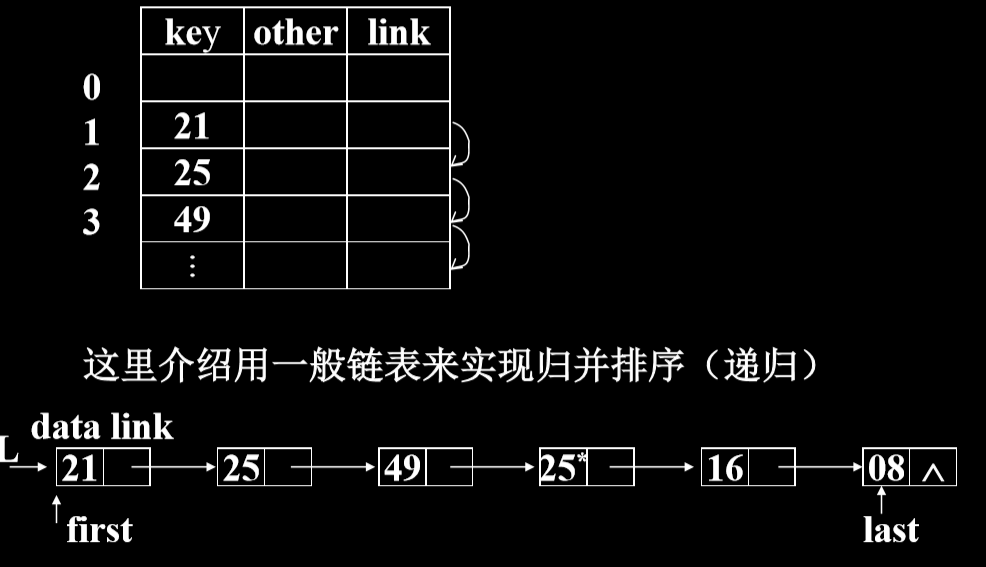 key other link
0
1 21
2 25
3 49
⋮
这里介绍用一般链表来实现归并排序（递归）
data link
L 21 25 49 25* 16 08 ∧
first last